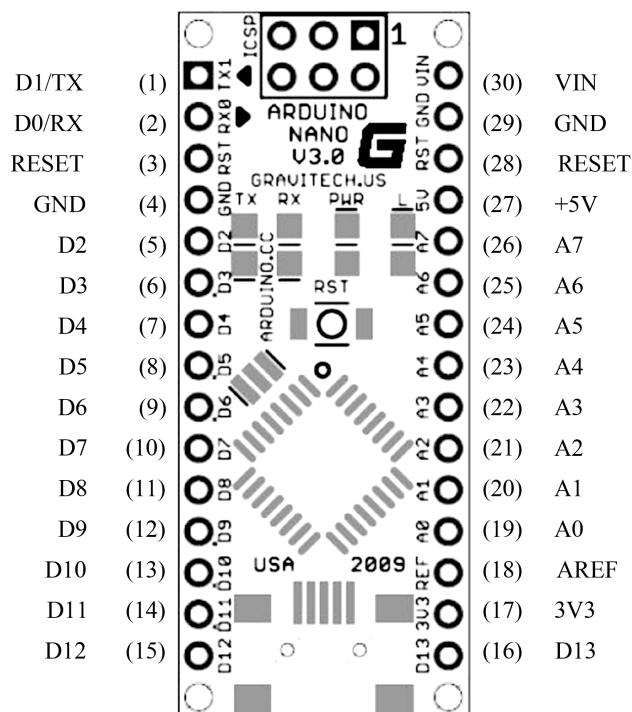 D1/TX (1) TX1 ICSP 1 VIN (30) VIN
D0/RX (2) RX0 ARDUINO GND (29) GND
NANO
RESET (3) RST V3.0 G RST (28) RESET
GRAVITECH.US
GND (4) GND TX RX PWR L 5V (27) +5V
D2 (5) D2 ARDUINO.CC A7 (26) A7
D3 (6) D3 RST A6 (25) A6
D4 (7) D4 A5 (24) A5
D5 (8) D5 A4 (23) A4
D6 (9) D6 A3 (22) A3
D7 (10) D7 A2 (21) A2
D8 (11) D8 A1 (20) A1
D9 (12) D9 A0 (19) A0
D10 (13) D10 USA 2009 REF (18) AREF
D11 (14) D11 3V3 (17) 3V3
D12 (15) D12 D13 (16) D13